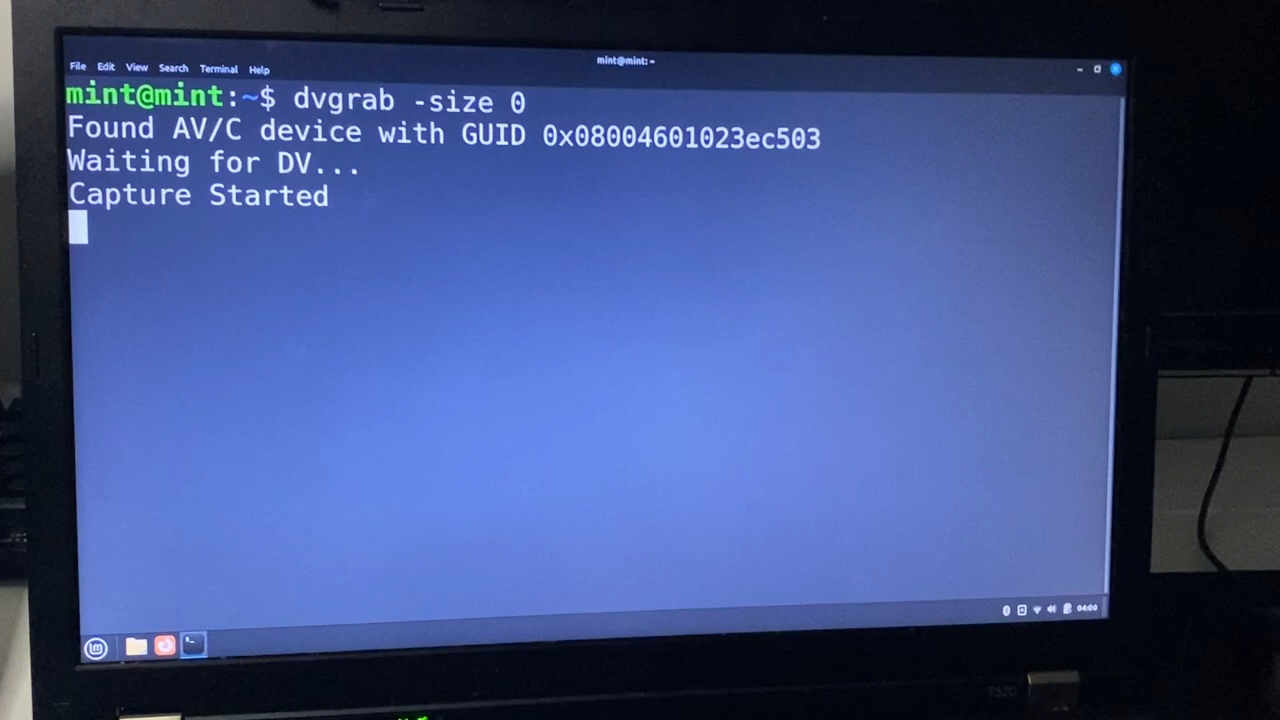 mint@mint: ~
File Edit View Search Terminal Help
mint@mint:~$ dvgrab -size 0
Found AV/C device with GUID 0x08004601023ec503
Waiting for DV...
Capture Started
04:00
T520